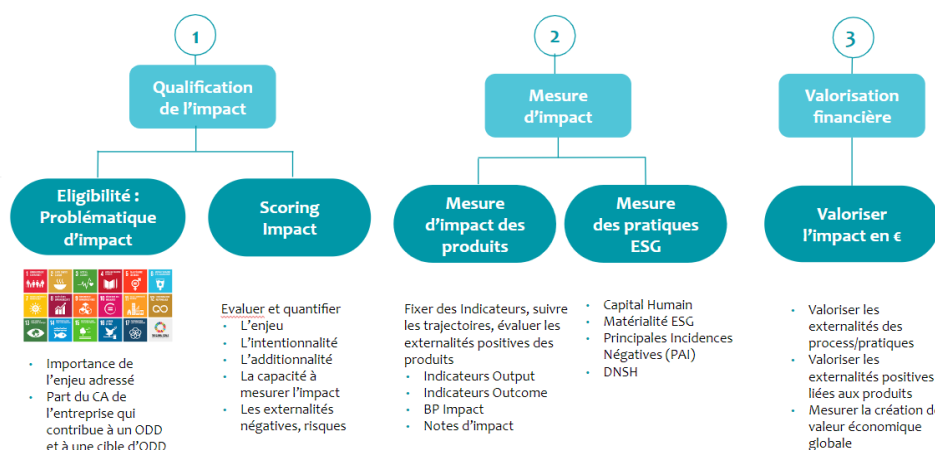 1
Qualification
de l'impact
Eligibilité :
Problématique
d'impact
Importance de
l'enjeu adressé
Part du CA de
l'entreprise qui
contribue à un ODD
et à une cible d'ODD
Scoring
Impact
Evaluer et quantifier
L'enjeu
L'intentionnalité
L'additionnalité
La capacité à
mesurer l'impact
Les externalités
négatives, risques
2
Mesure
d'impact
Mesure
d'impact des
produits
Fixer des Indicateurs, suivre
les trajectoires, évaluer les
externalités positives des
produits
Indicateurs Output
Indicateurs Outcome
BP Impact
Notes d'impact
Mesure
des pratiques
ESG
Capital Humain
Matérialité ESG
Principales Incidences
Négatives (PAI)
DNSH
3
Valorisation
financière
Valoriser
l'impact en €
Valoriser les
externalités des
process/pratiques
Valoriser les
externalités positives
liées aux produits
Mesurer la création de
valeur économique
globale